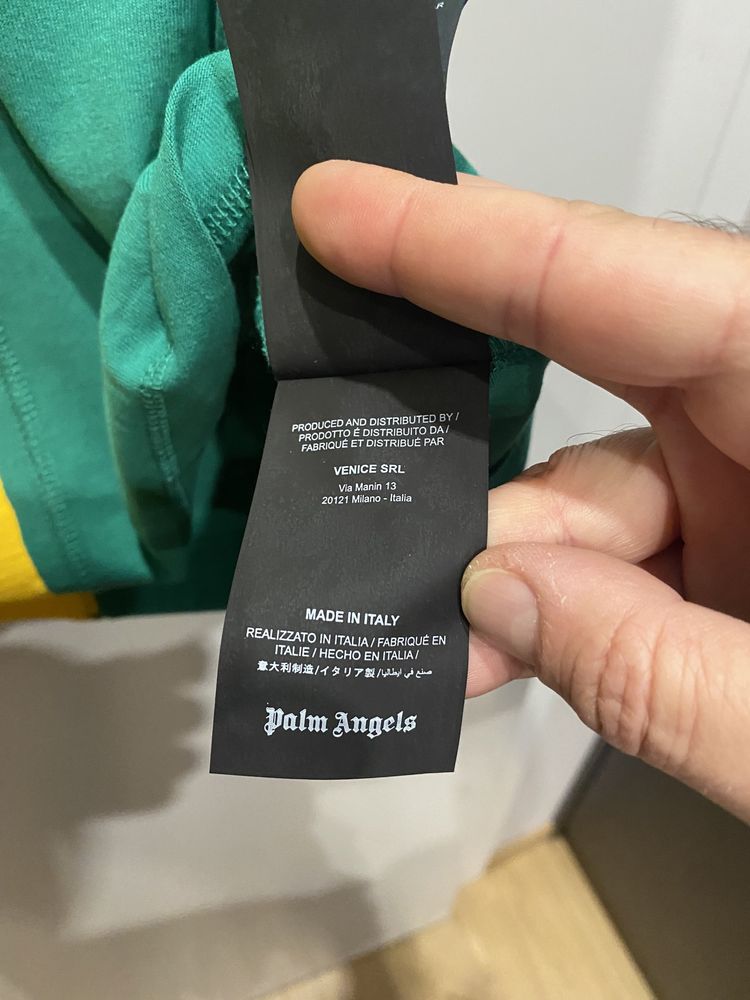 PRODUCED AND DISTRIBUTED BY /
PRODOTTO É DISTRIBUITO DA /
FABRIQUÉ ET DISTRIBUÉ PAR
VENICE SRL
Via Manin 13
20121 Milano - Italia
MADE IN ITALY
REALIZZATO IN ITALIA / FABRIQUÉ EN
ITALIE / HECHO EN ITALIA /
意大利制造/イタリア製/صنع في ايطاليا
Palm Angels